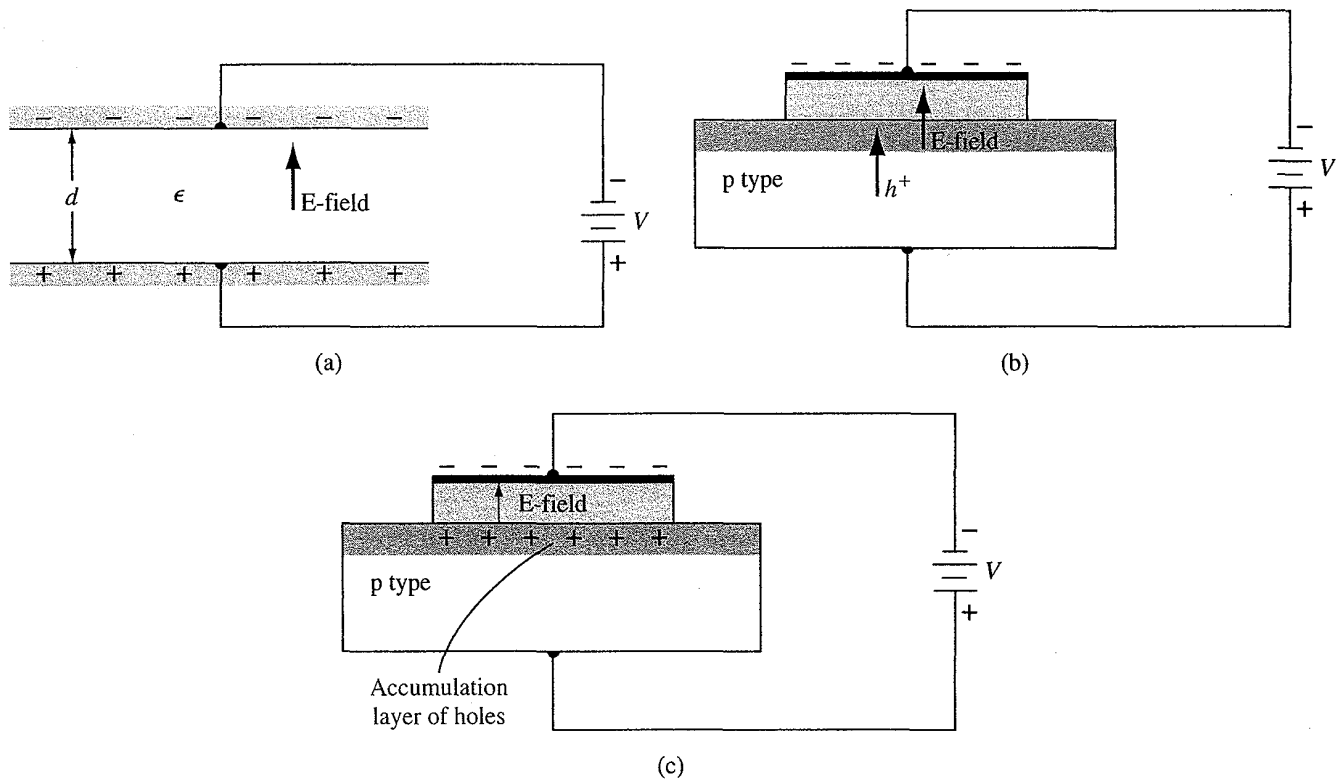 − − − − − −
d
ϵ
E-field
−
V
+
+ + + + + +
(a)
− − − − − −
E-field
p type
h⁺
−
V
+
(b)
− − − − − −
E-field
+ + + + + +
p type
−
V
+
Accumulation
layer of holes
(c)